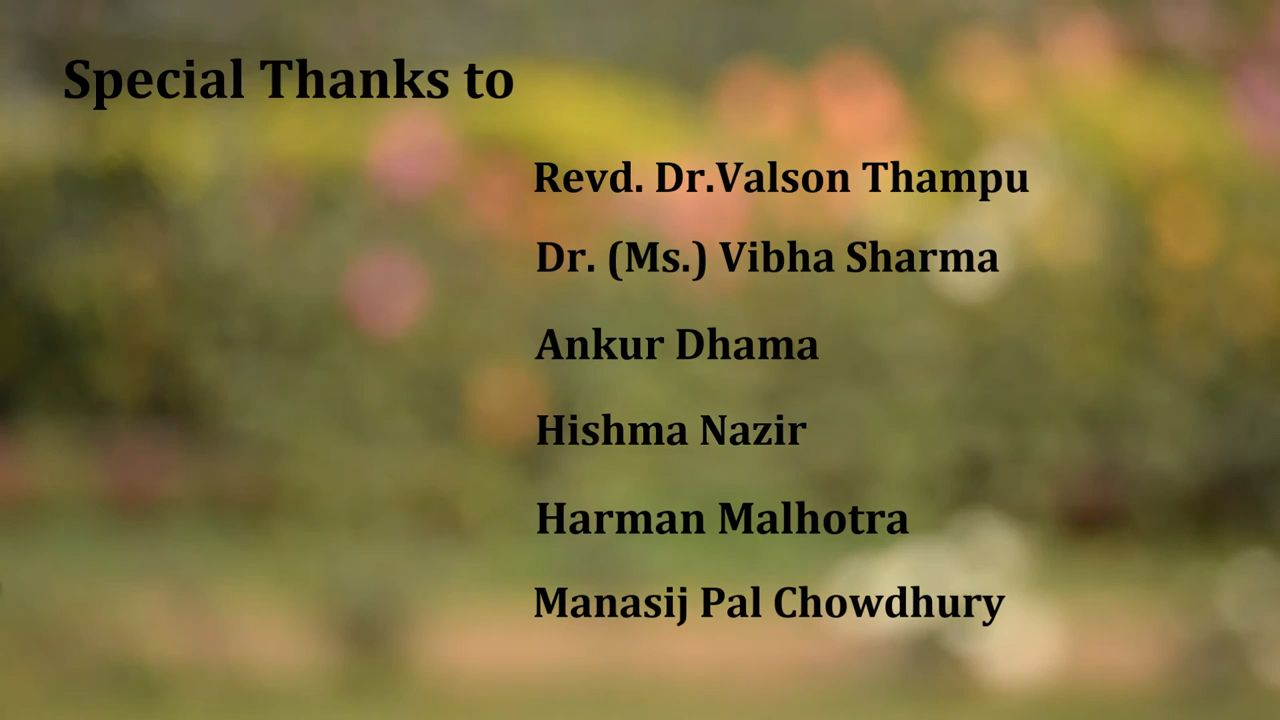 Special Thanks to
Revd. Dr.Valson Thampu
Dr. (Ms.) Vibha Sharma
Ankur Dhama
Hishma Nazir
Harman Malhotra
Manasij Pal Chowdhury